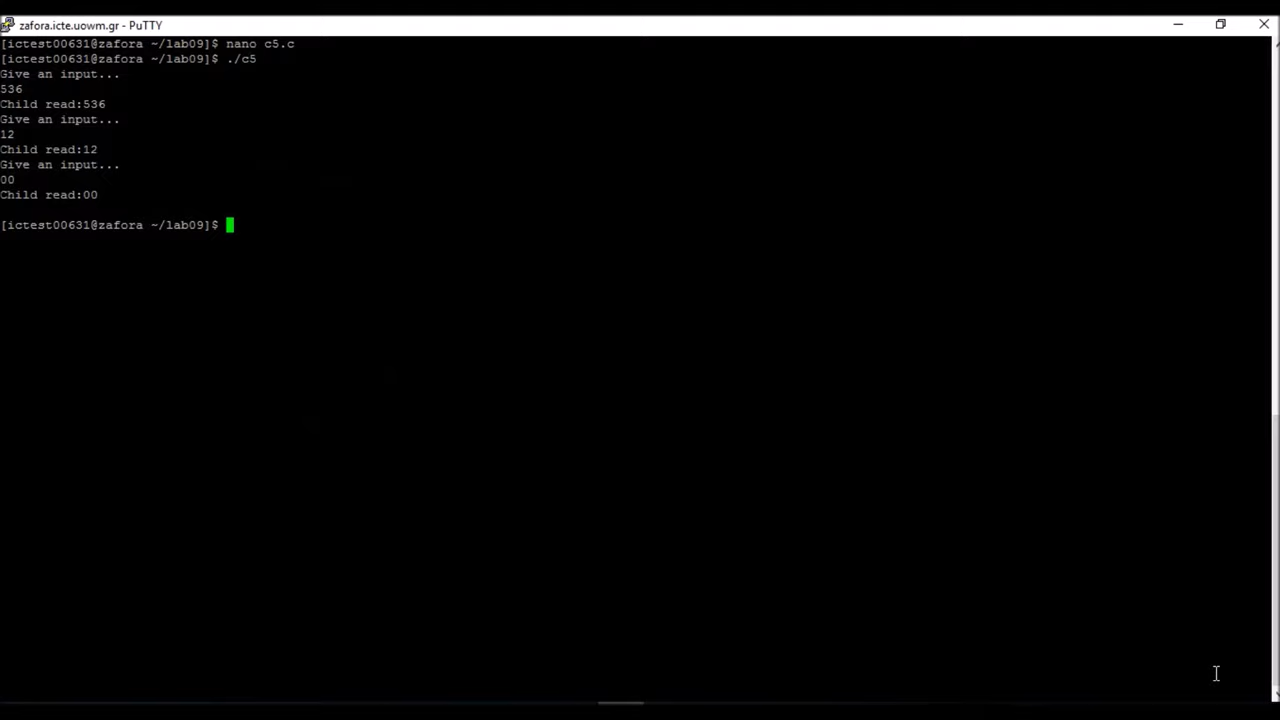 zafora.icte.uowm.gr - PuTTY
[ictest00631@zafora ~/lab09]$ nano c5.c
[ictest00631@zafora ~/lab09]$ ./c5
Give an input...
536
Child read:536
Give an input...
12
Child read:12
Give an input...
00
Child read:00
[ictest00631@zafora ~/lab09]$